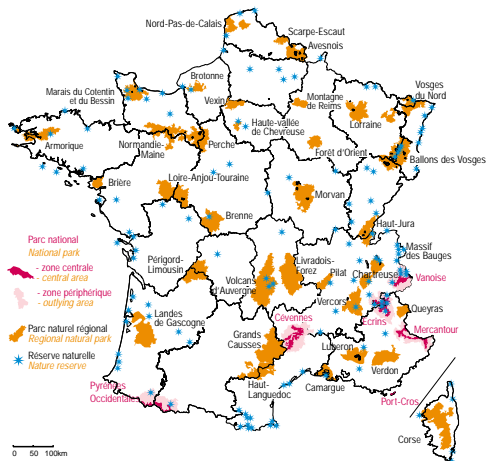 Nord-Pas-de-Calais
Scarpe-Escaut
Avesnois
Brotonne
Marais du Cotentin
et du Bessin
Vexin
Montagne
de Reims
Vosges
du Nord
Haute-vallée
de Chevreuse
Lorraine
Armorique
Normandie-
Maine
Perche
Forêt d'Orient
Ballons des Vosges
Brière
Loire-Anjou-Touraine
Morvan
Brenne
Haut-Jura
Parc national
National park
- zone centrale
- central area
- zone périphérique
- outlying area
Parc naturel régional
Regional natural park
Réserve naturelle
Nature reserve
Massif
des Bauges
Périgord-
Limousin
Livradois-
Forez
Pilat
Chartreuse
Vanoise
Volcans
d'Auvergne
Vercors
Ecrins
Queyras
Landes
de Gascogne
Cévennes
Mercantour
Grands
Causses
Luberon
Verdon
Pyrénées
Occidentales
Haut-
Languedoc
Camargue
Port-Cros
Corse
0 50 100km